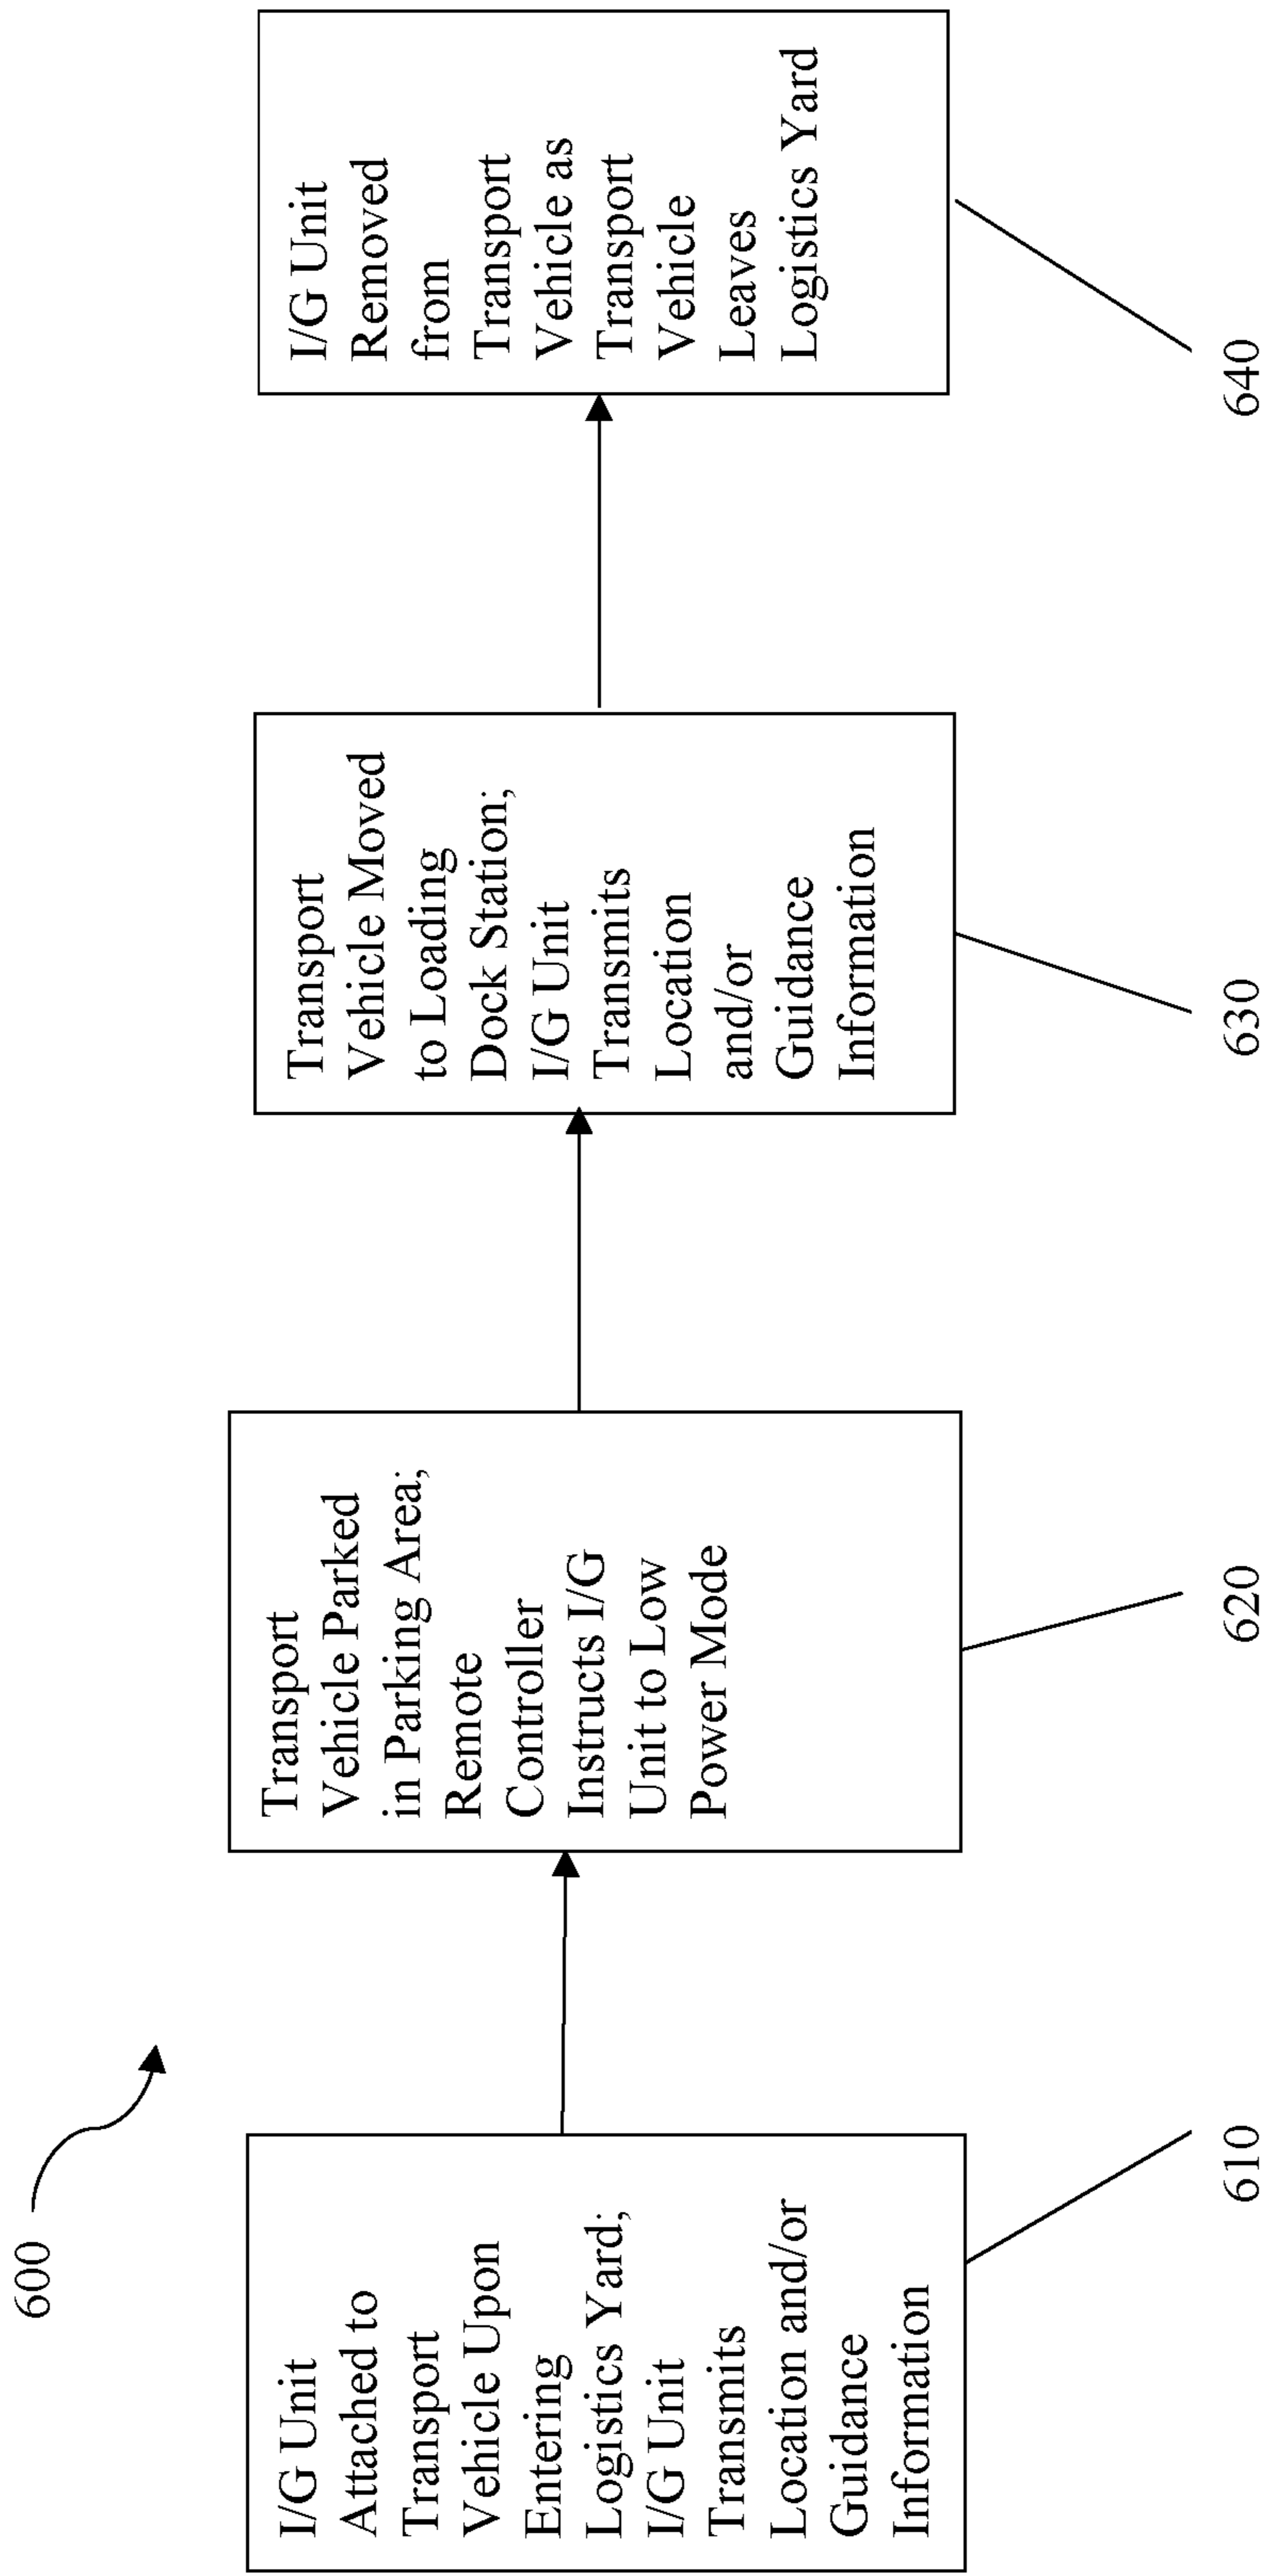 600
I/G Unit
Attached to
Transport
Vehicle Upon
Entering
Logistics Yard;
I/G Unit
Transmits
Location and/or
Guidance
Information
610
Transport
Vehicle Parked
in Parking Area;
Remote
Controller
Instructs I/G
Unit to Low
Power Mode
620
Transport
Vehicle Moved
to Loading
Dock Station;
I/G Unit
Transmits
Location
and/or
Guidance
Information
630
I/G Unit
Removed
from
Transport
Vehicle as
Transport
Vehicle
Leaves
Logistics Yard
640